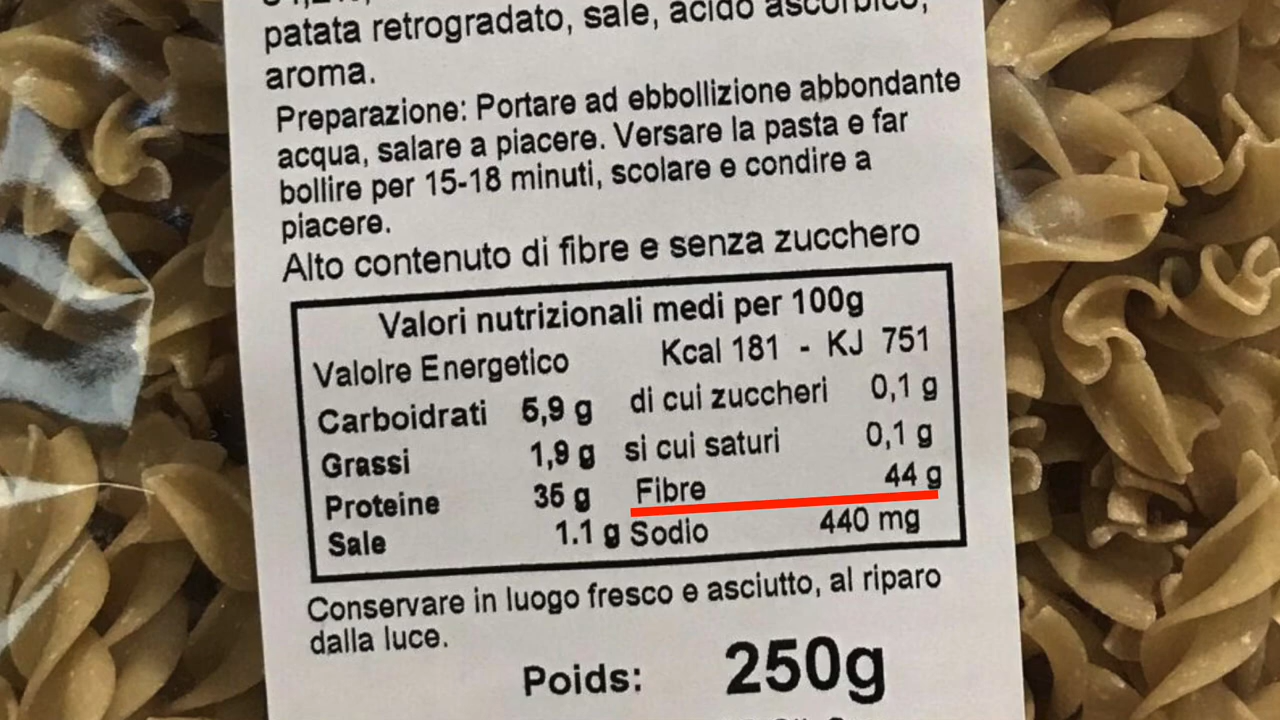 patata retrogradato, sale, acido ascorbico,
aroma.
Preparazione: Portare ad ebbollizione abbondante
acqua, salare a piacere. Versare la pasta e far
bollire per 15-18 minuti, scolare e condire a
piacere.
Alto contenuto di fibre e senza zucchero
Valori nutrizionali medi per 100g
Valolre Energetico Kcal 181 - KJ 751
Carboidrati 5,9 g di cui zuccheri 0,1 g
Grassi 1,9 g si cui saturi 0,1 g
Proteine 35 g Fibre 44 g
Sale 1.1 g Sodio 440 mg
Conservare in luogo fresco e asciutto, al riparo
dalla luce.
Poids: 250g